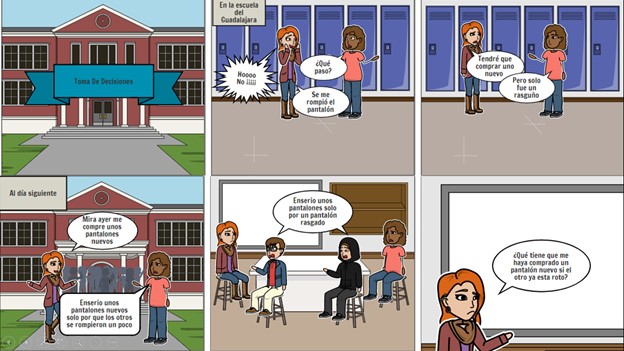 Toma De Decisiones
En la escuela
del
Guadalajara
Hoooo
No ¡¡¡¡¡
¿Qué
paso?
Se me
rompió el
pantalón
Tendré que
comprar uno
nuevo
Pero solo
fue un
rasguño
Al día siguiente
Mira ayer me
compre unos
pantalones
nuevos
Enserio unos
pantalones nuevos
solo por que los otros
se rompieron un poco
Enserio unos
pantalones solo
por un pantalón
rasgado
¿Qué tiene que me
haya comprado un
pantalón nuevo si el
otro ya esta roto?